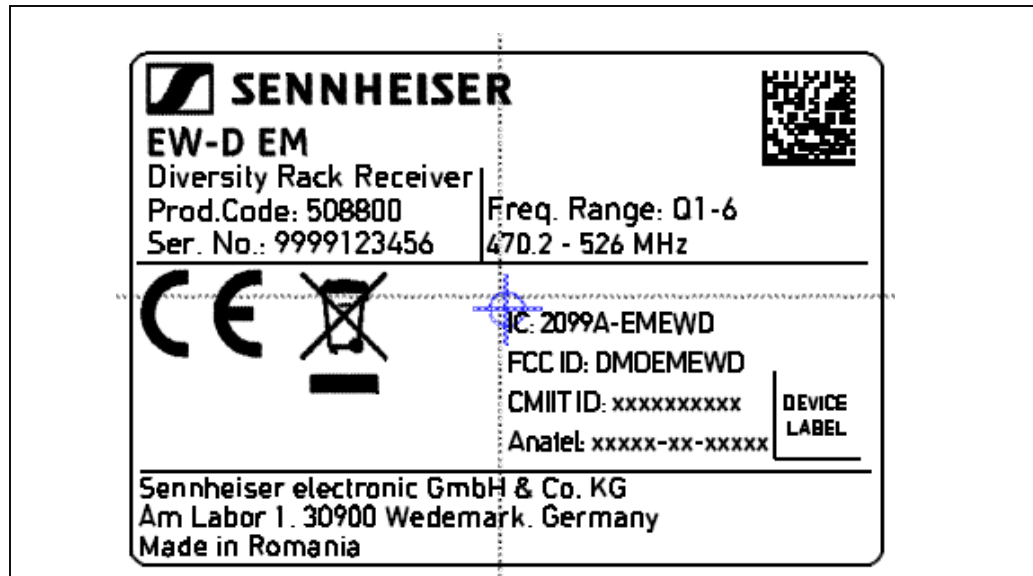 SENNHEISER
EW-D EM
Diversity Rack Receiver
Prod.Code: 508800
Ser. No.: 9999123456
Freq. Range: Q1-6
470.2 - 526 MHz
CE
IC: 2099A-EMEWD
FCC ID: DMOEMEWD
CMIIT ID: xxxxxxxxxx
Anatel: xxxxx-xx-xxxxx
DEVICE
LABEL
Sennheiser electronic GmbH & Co. KG
Am Labor 1. 30900 Wedemark. Germany
Made in Romania